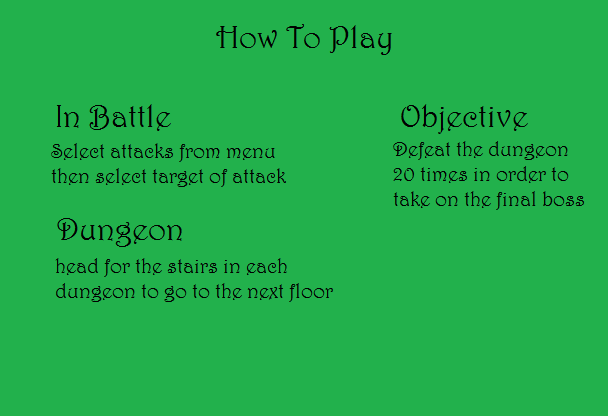 How To Play
In Battle
Select attacks from menu
then select target of attack
Dungeon
head for the stairs in each
dungeon to go to the next floor
Objective
Defeat the dungeon
20 times in order to
take on the final boss